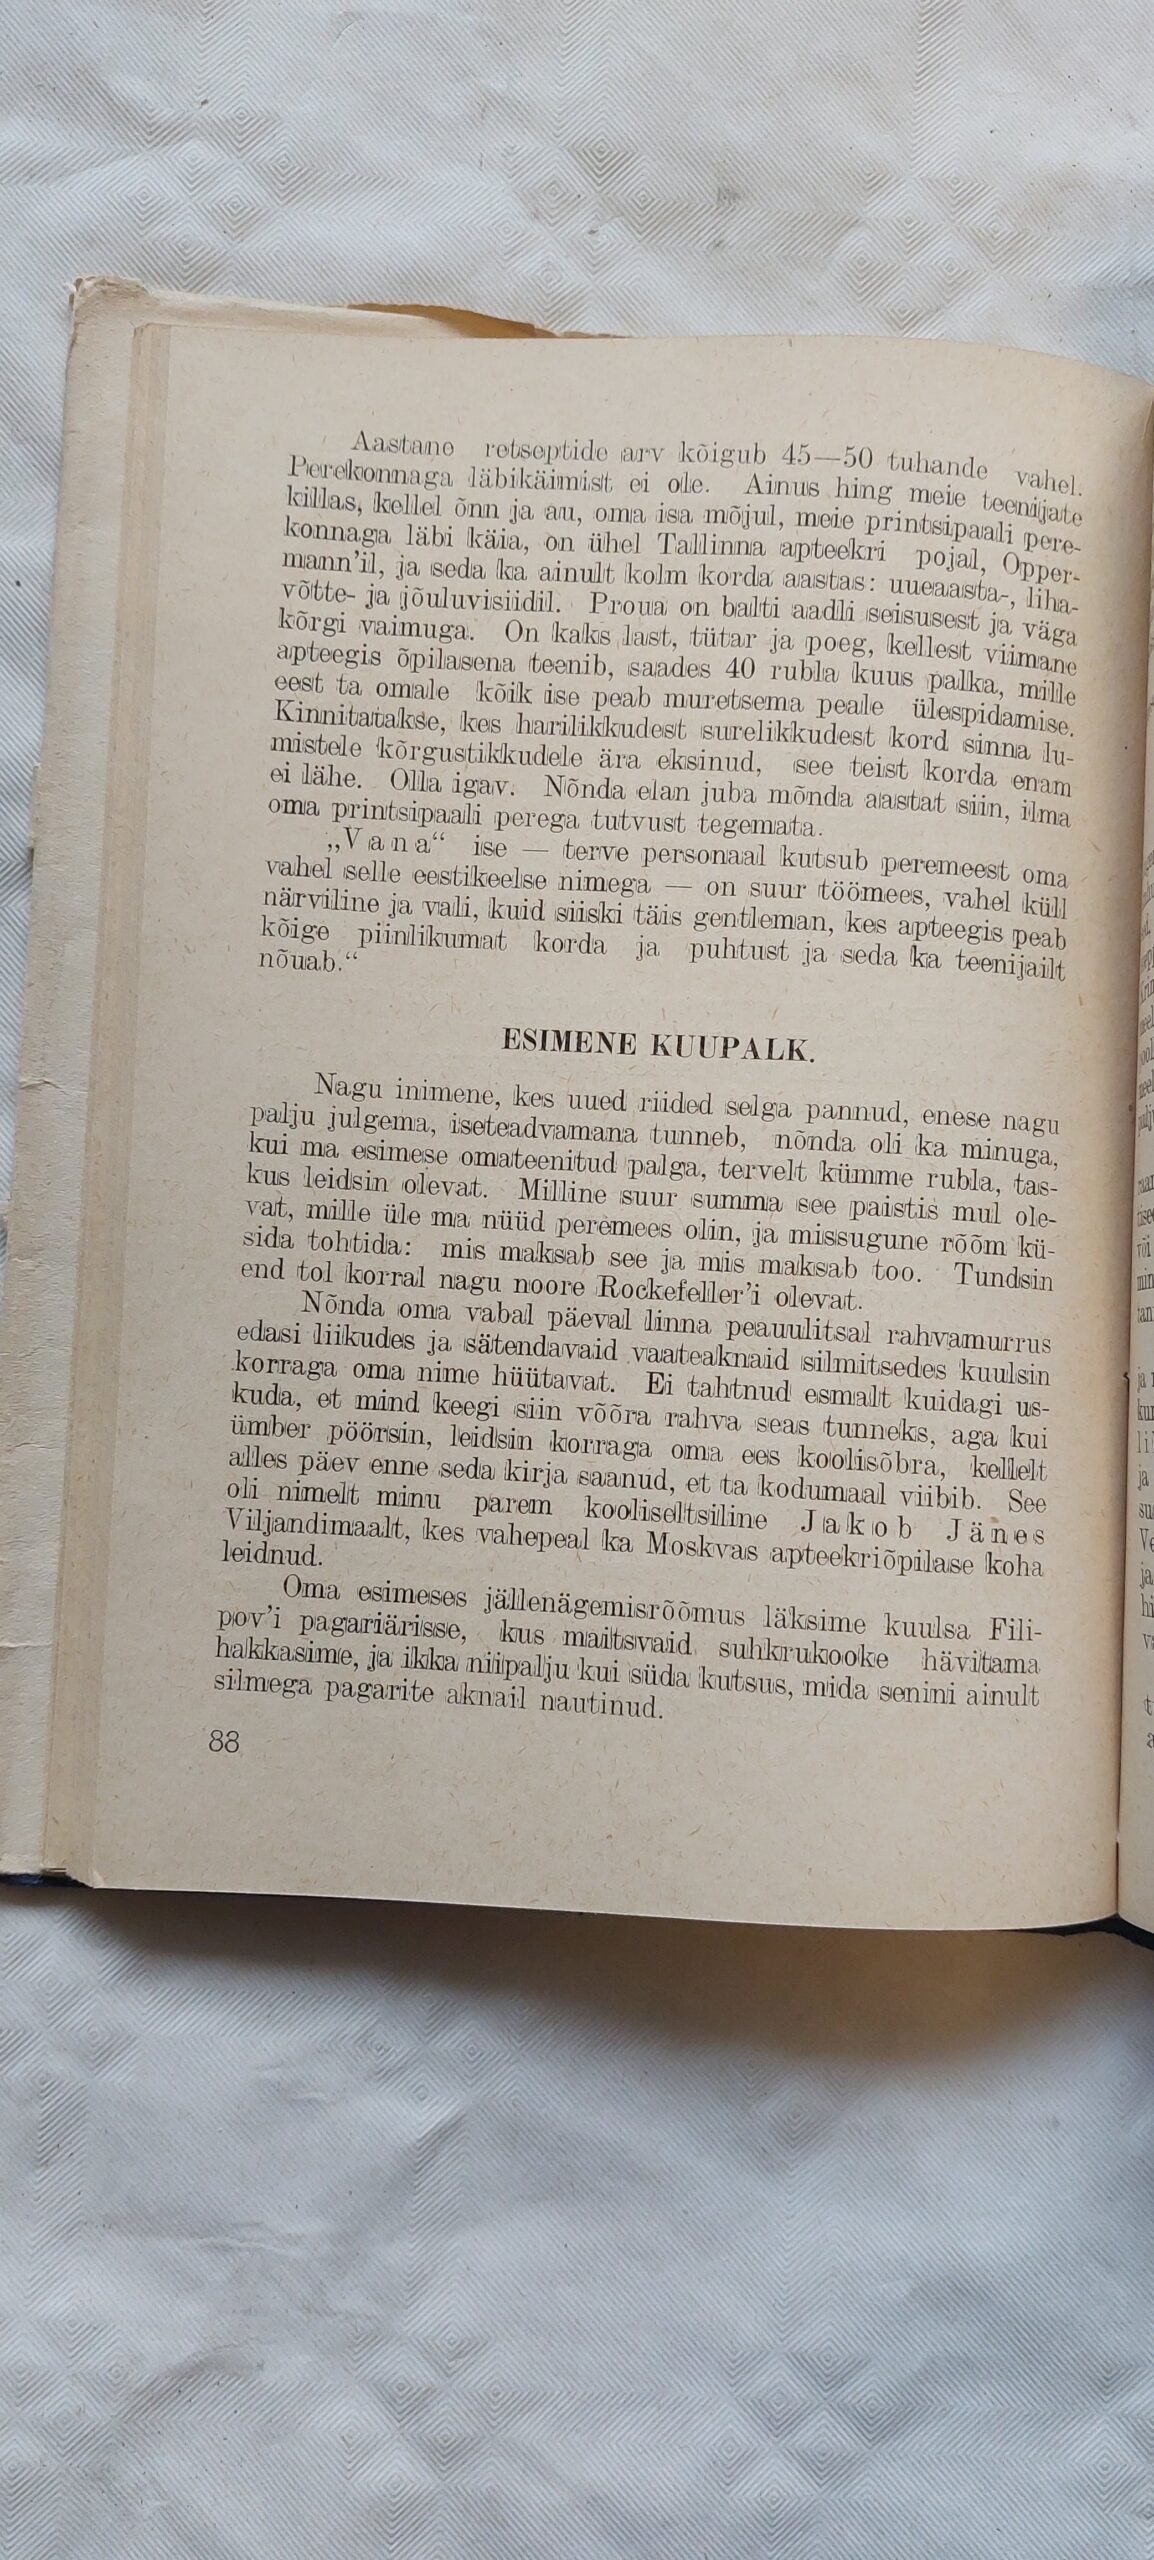 Aastane retseptide arv kõigub 45—50 tuhande vahel.
Perekonnaga läbikäimist ei ole. Ainus hing meie teenijate
killas, kellel õnn ja au, oma isa mõjul, meie printsipaali pere-
konnaga läbi käia, on ühel Tallinna apteekri pojal, Opper-
mann'il, ja seda ka ainult kolm korda aastas: uueaasta-, liha-
võtte- ja jõuluvisiidil. Proua on balti aadli seisusest ja väga
kõrgi vaimuga. On kaks last, tütar ja poeg, kellest viimane
apteegis õpilasena teenib, saades 40 rubla kuus palka, mille
eest ta omale kõik ise peab muretsema peale ülespidamise.
Kinnitatakse, kes harilikkudest surelikkudest kord sinna lu-
mistele kõrgustikkudele ära eksinud, see teist korda enam
ei lähe. Olla igav. Nõnda elan juba mõnda aastat siin, ilma
oma printsipaali perega tutvust tegemata.
„Vana“ ise — terve personaal kutsub peremeest oma
vahel selle eestikeelse nimega — on suur töömees, vahel küll
närviline ja vali, kuid siiski täis gentleman, kes apteegis peab
kõige piinlikumat korda ja puhtust ja seda ka teenijailt
nõuab.“
ESIMENE KUUPALK.
Nagu inimene, kes uued riided selga pannud, enese nagu
palju julgema, iseteadvamana tunneb, nõnda oli ka minuga,
kui ma esimese omateenitud palga, tervelt kümme rubla, tas-
kus leidsin olevat. Milline suur summa see paistis mul ole-
vat, mille üle ma nüüd peremees olin, ja missugune rõõm kü-
sida tohtida: mis maksab see ja mis maksab too. Tundsin
end tol korral nagu noore Rockefeller'i olevat.
Nõnda oma vabal päeval linna peauulitsal rahvamurrus
edasi liikudes ja sätendavaid vaateaknaid silmitsedes kuulsin
korraga oma nime hüütavat. Ei tahtnud esmalt kuidagi us-
kuda, et mind keegi siin võõra rahva seas tunneks, aga kui
ümber pöörsin, leidsin korraga oma ees koolisõbra, kellelt
alles päev enne seda kirja saanud, et ta kodumaal viibib. See
oli nimelt minu parem kooliseltsiline Jakob Jänes
Viljandimaalt, kes vahepeal ka Moskvas apteekriõpilase koha
leidnud.
Oma esimeses jällenägemisrõõmus läksime kuulsa Fili-
pov'i pagariärisse, kus maitsvaid suhkrukooke hävitama
hakkasime, ja ikka niipalju kui süda kutsus, mida senini ainult
silmega pagarite aknail nautinud.
88